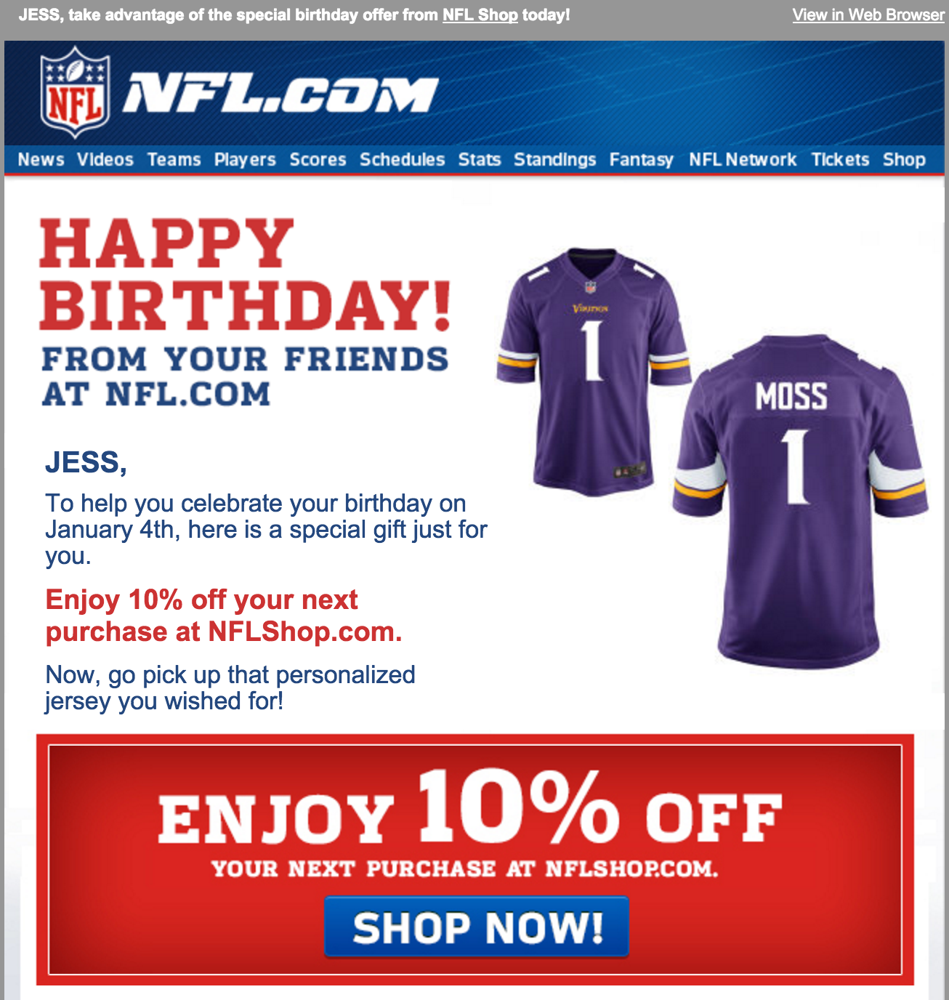 JESS, take advantage of the special birthday offer from NFL Shop today!
View in Web Browser
NFL
NFL.COM
News Videos Teams Players Scores Schedules Stats Standings Fantasy NFL Network Tickets Shop
HAPPY
BIRTHDAY!
FROM YOUR FRIENDS
AT NFL.COM
1 1
VIKINGS
1
MOSS
1
JESS,
To help you celebrate your birthday on
January 4th, here is a special gift just for
you.
Enjoy 10% off your next
purchase at NFLShop.com.
Now, go pick up that personalized
jersey you wished for!
ENJOY 10% OFF
YOUR NEXT PURCHASE AT NFLSHOP.COM.
SHOP NOW!